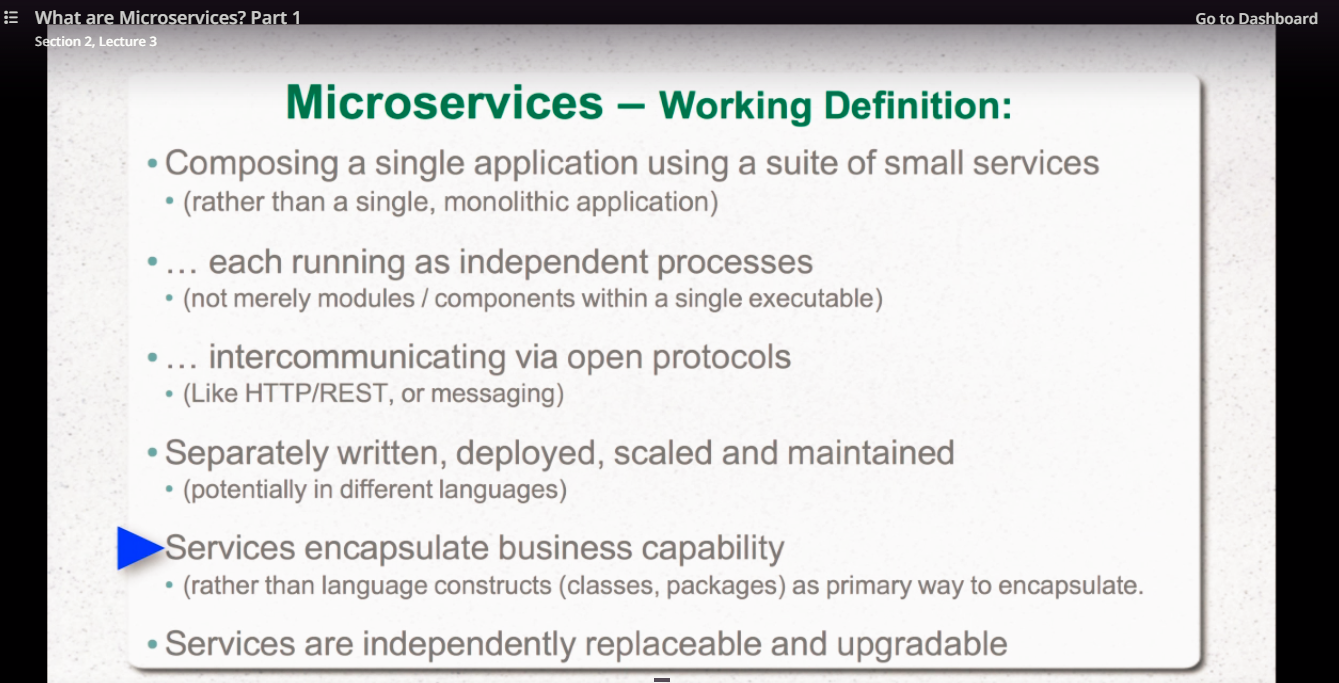 What are Microservices? Part 1
Go to Dashboard
Section 2, Lecture 3
Microservices – Working Definition:
• Composing a single application using a suite of small services
• (rather than a single, monolithic application)
• … each running as independent processes
• (not merely modules / components within a single executable)
• … intercommunicating via open protocols
• (Like HTTP/REST, or messaging)
• Separately written, deployed, scaled and maintained
• (potentially in different languages)
Services encapsulate business capability
• (rather than language constructs (classes, packages) as primary way to encapsulate.
• Services are independently replaceable and upgradable